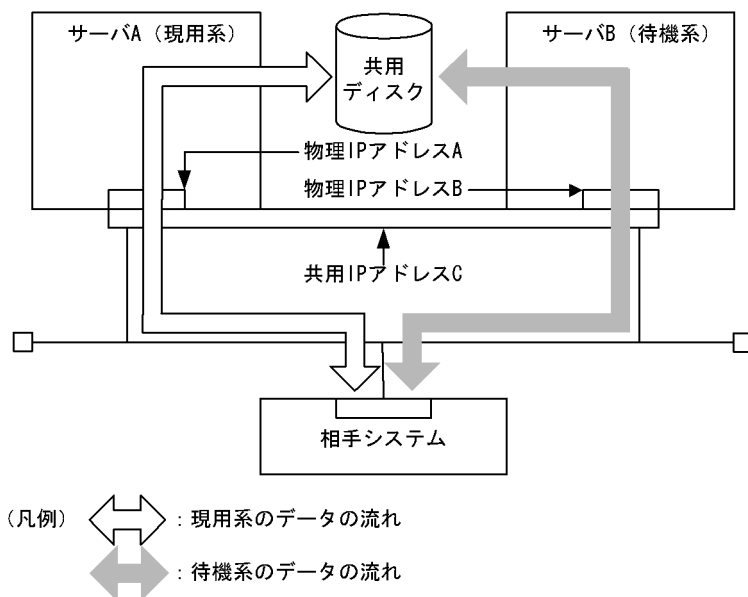 サーバA（現用系）
共用
ディスク
サーバB（待機系）
物理IPアドレスA
物理IPアドレスB
共用IPアドレスC
相手システム
（凡例）
：現用系のデータの流れ
：待機系のデータの流れ